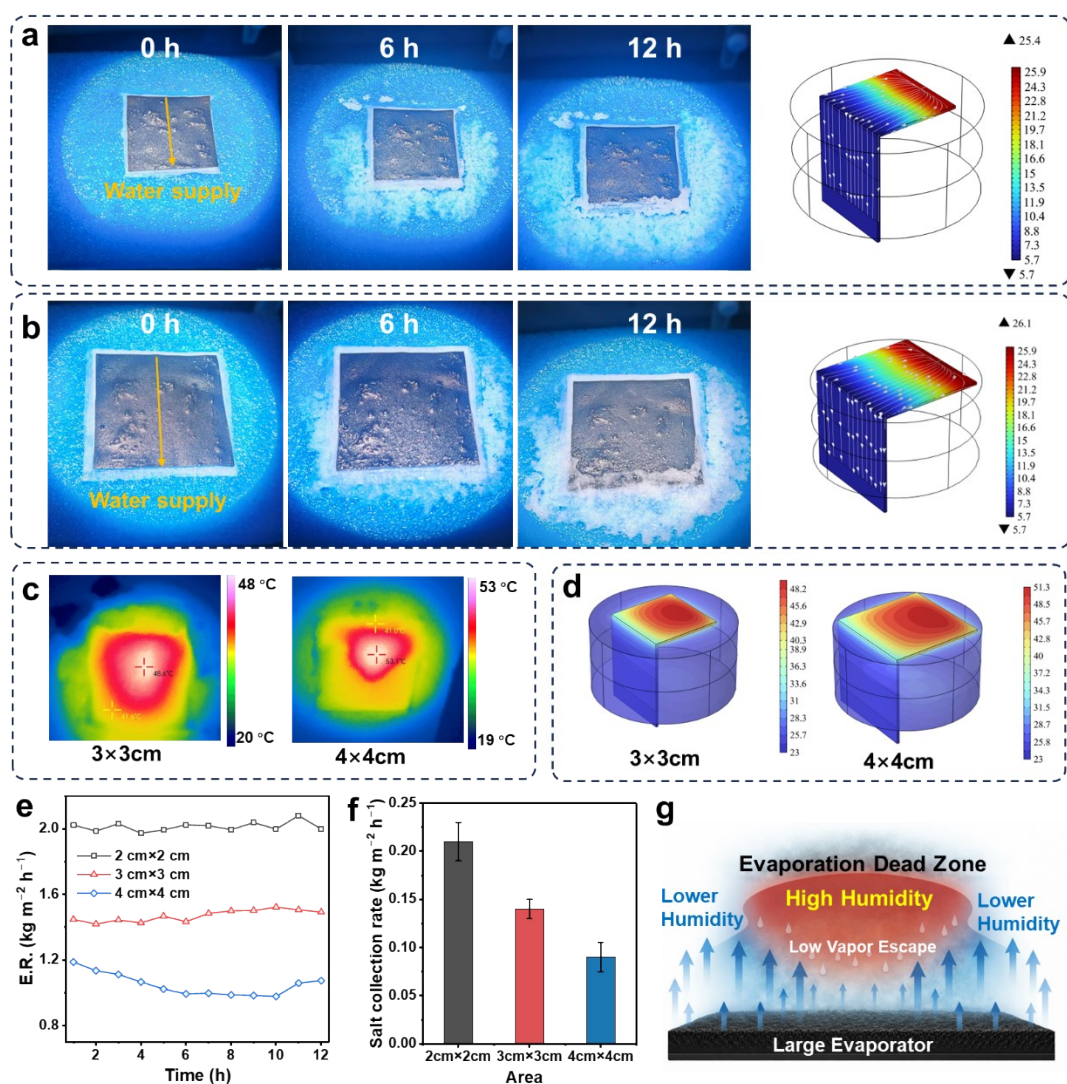 a
0 h
6 h
12 h
Water supply
▲ 25.4
25.9
24.3
22.8
21.2
19.7
18.1
16.6
15
13.5
11.9
10.4
8.8
7.3
5.7
▼ 5.7
b
0 h
6 h
12 h
Water supply
▲ 26.1
25.9
24.3
22.8
21.2
19.7
18.1
16.6
15
13.5
11.9
10.4
8.8
7.3
5.7
▼ 5.7
c
48 °C
20 °C
3×3cm
53 °C
19 °C
4×4cm
d
48.2
45.5
42.9
40.2
37.6
34.9
33.6
31
28.3
25.7
23
3×3cm
51.3
48.5
45.7
42.8
40
37.2
34.3
31.5
28.7
25.8
23
4×4cm
e
E.R. (kg m⁻² h⁻¹)
2.0
1.6
1.2
0.8
2 cm×2 cm
3 cm×3 cm
4 cm×4 cm
2 4 6 8 10 12
Time (h)
f
Salt collection rate (kg m⁻² h⁻¹)
0.25
0.20
0.15
0.10
0.05
0.00
2cm×2cm 3cm×3cm 4cm×4cm
Area
g
Evaporation Dead Zone
High Humidity
Lower
Humidity
Lower
Humidity
Low Vapor Escape
Large Evaporator